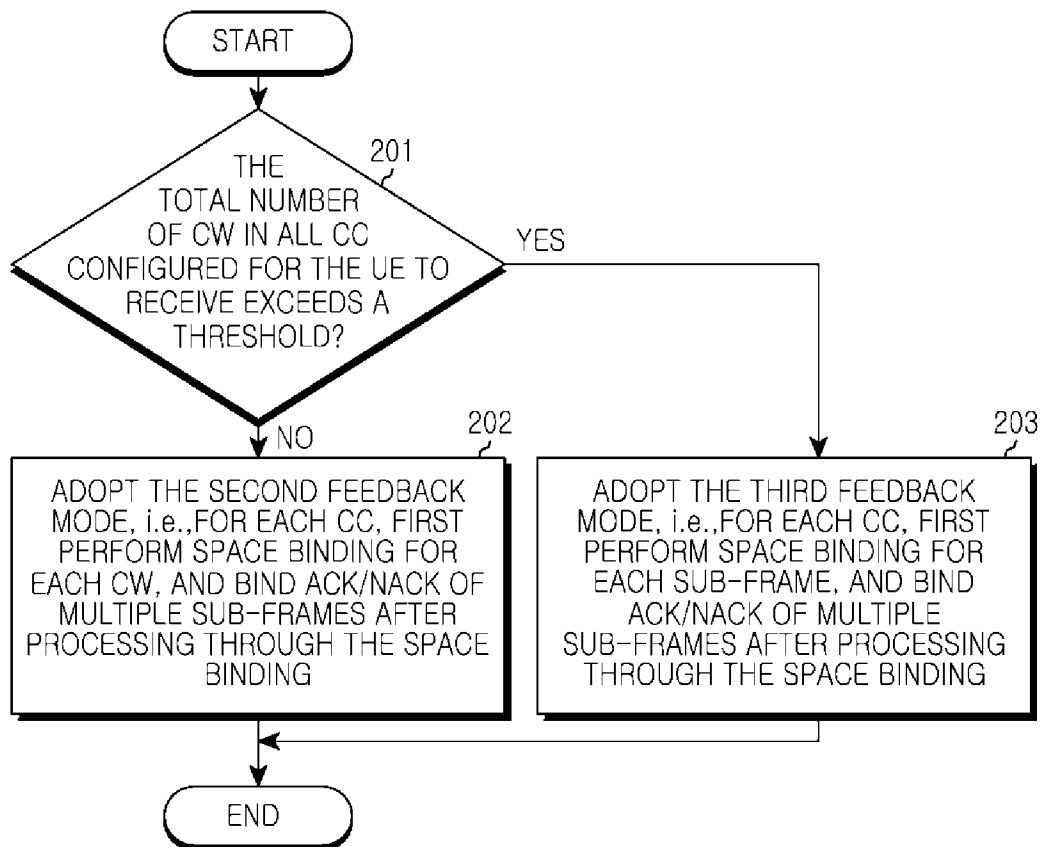 START
201
THE
TOTAL NUMBER
OF CW IN ALL CC
CONFIGURED FOR THE UE TO
RECEIVE EXCEEDS A
THRESHOLD?
YES
NO
202
ADOPT THE SECOND FEEDBACK
MODE, i.e.,FOR EACH CC, FIRST
PERFORM SPACE BINDING FOR
EACH CW, AND BIND ACK/NACK OF
MULTIPLE SUB-FRAMES AFTER
PROCESSING THROUGH THE SPACE
BINDING
203
ADOPT THE THIRD FEEDBACK
MODE, i.e.,FOR EACH CC, FIRST
PERFORM SPACE BINDING FOR
EACH SUB-FRAME, AND BIND
ACK/NACK OF MULTIPLE
SUB-FRAMES AFTER PROCESSING
THROUGH THE SPACE BINDING
END